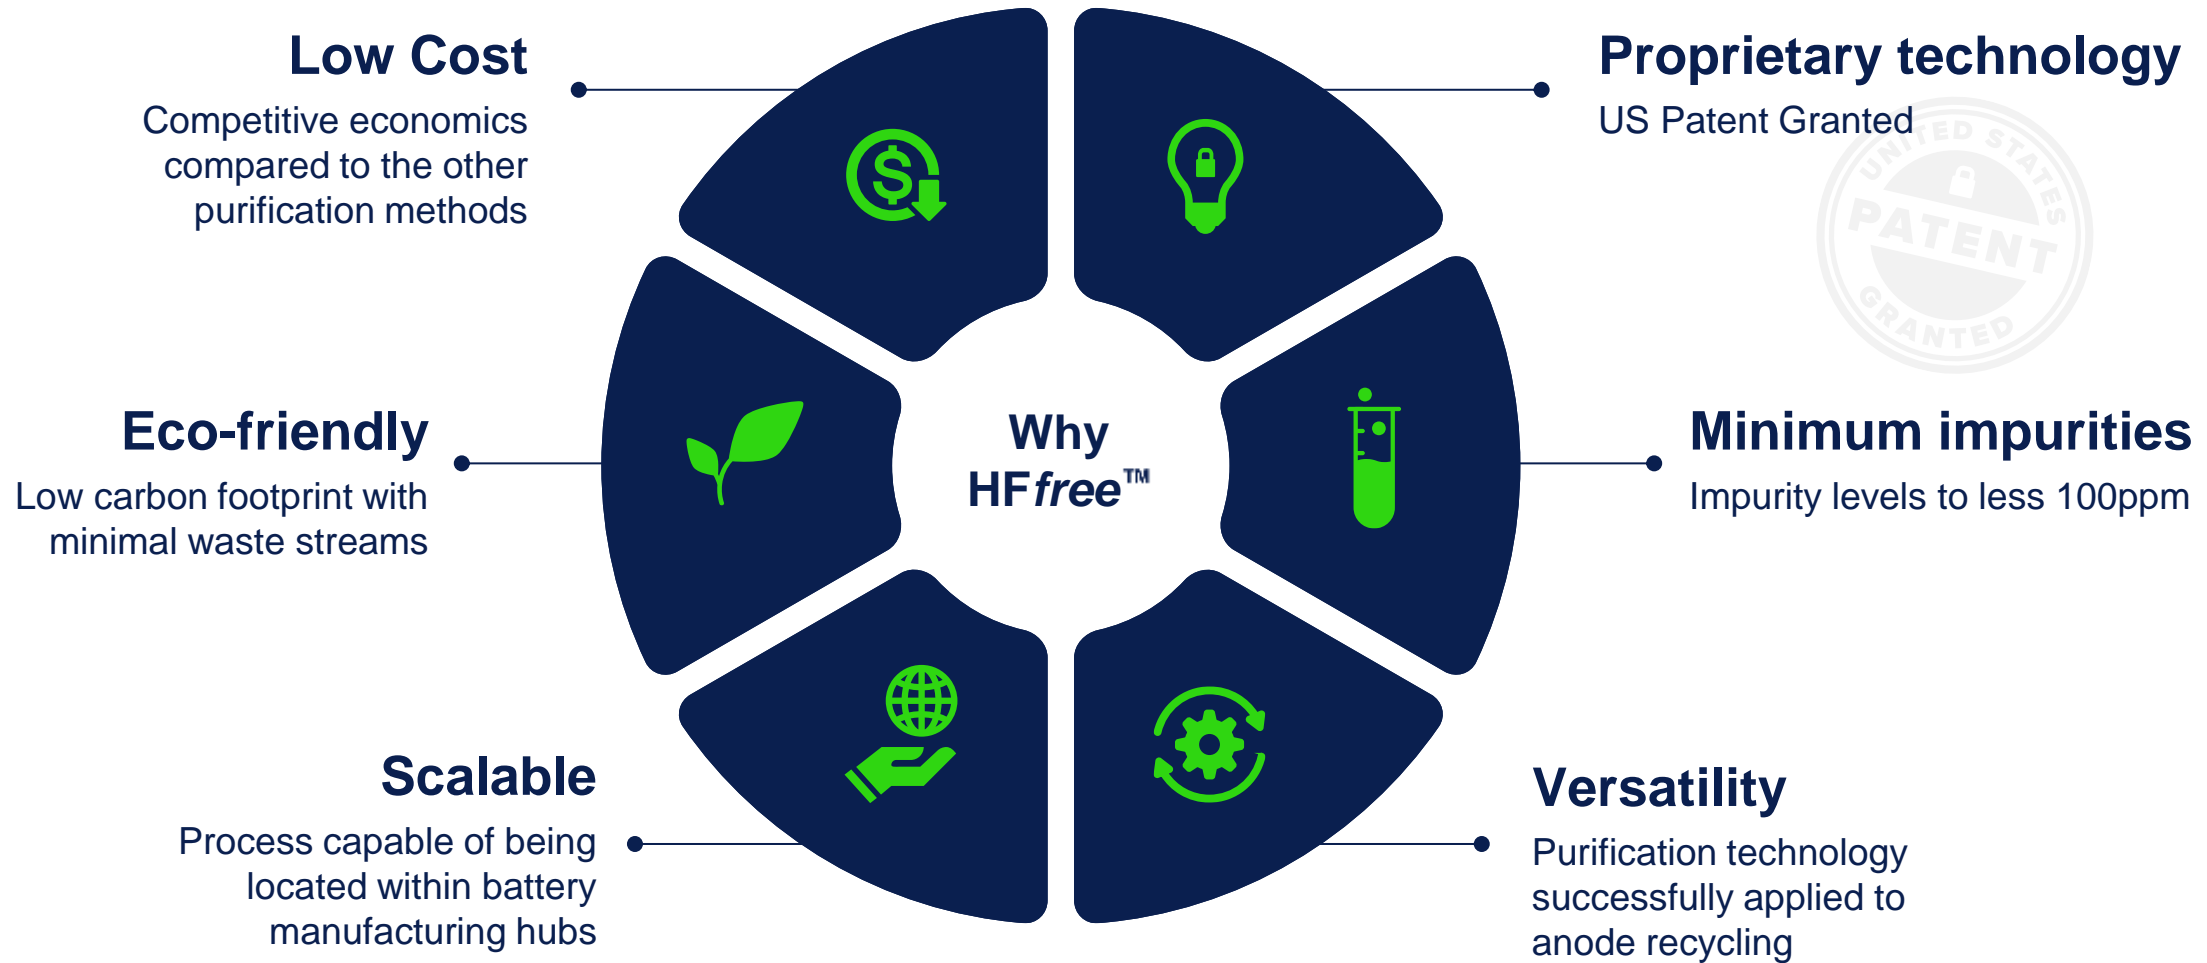 Low Cost
Competitive economics
compared to the other
purification methods
Proprietary technology
US Patent Granted
UNITED STATES
PATENT
GRANTED
Eco-friendly
Low carbon footprint with
minimal waste streams
Why
HFfree™
Minimum impurities
Impurity levels to less 100ppm
Scalable
Process capable of being
located within battery
manufacturing hubs
Versatility
Purification technology
successfully applied to
anode recycling